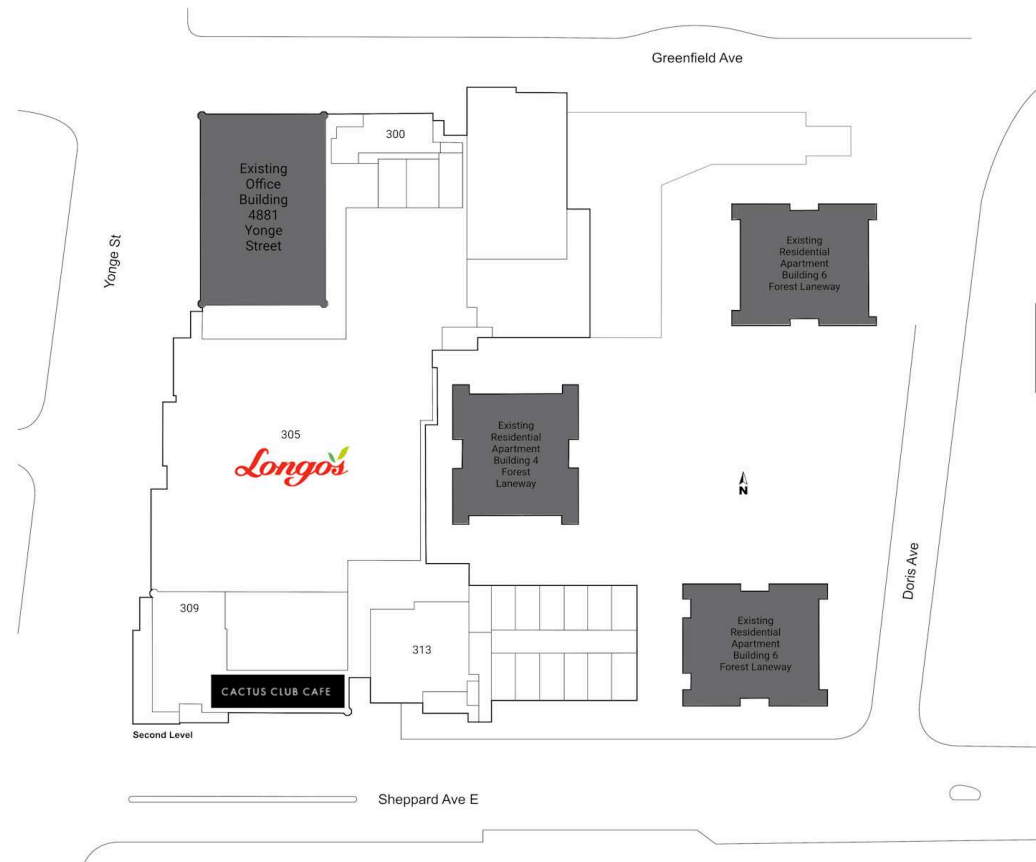 Greenfield Ave
300
Existing
Office
Building
4881
Yonge
Street
Yonge St
Existing
Residential
Apartment
Building 6
Forest Laneway
305
Longo's
Existing
Residential
Apartment
Building 4
Forest
Laneway
N
Doris Ave
309
313
Existing
Residential
Apartment
Building 6
Forest Laneway
CACTUS CLUB CAFE
Second Level
Sheppard Ave E